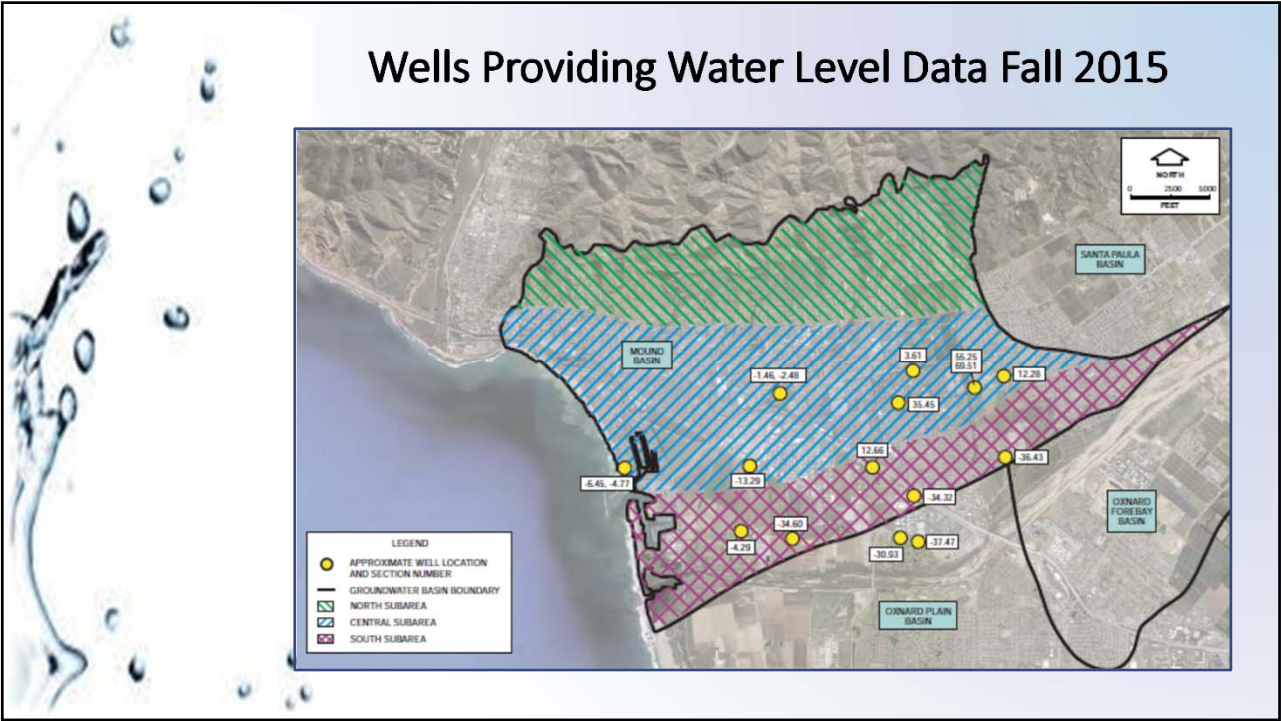 Wells Providing Water Level Data Fall 2015
NORTH
0 2500 5000
FEET
SANTA PAULA
BASIN
MOUND
BASIN
3.61
55.25
69.51
12.28
-1.46, -2.48
35.45
12.66
-36.43
-6.45, -4.77
-13.29
-34.32
OXNARD
FOREBAY
BASIN
-34.60
-4.29
-30.93
-37.47
OXNARD PLAIN
BASIN
LEGEND
APPROXIMATE WELL LOCATION
AND SECTION NUMBER
GROUNDWATER BASIN BOUNDARY
NORTH SUBAREA
CENTRAL SUBAREA
SOUTH SUBAREA